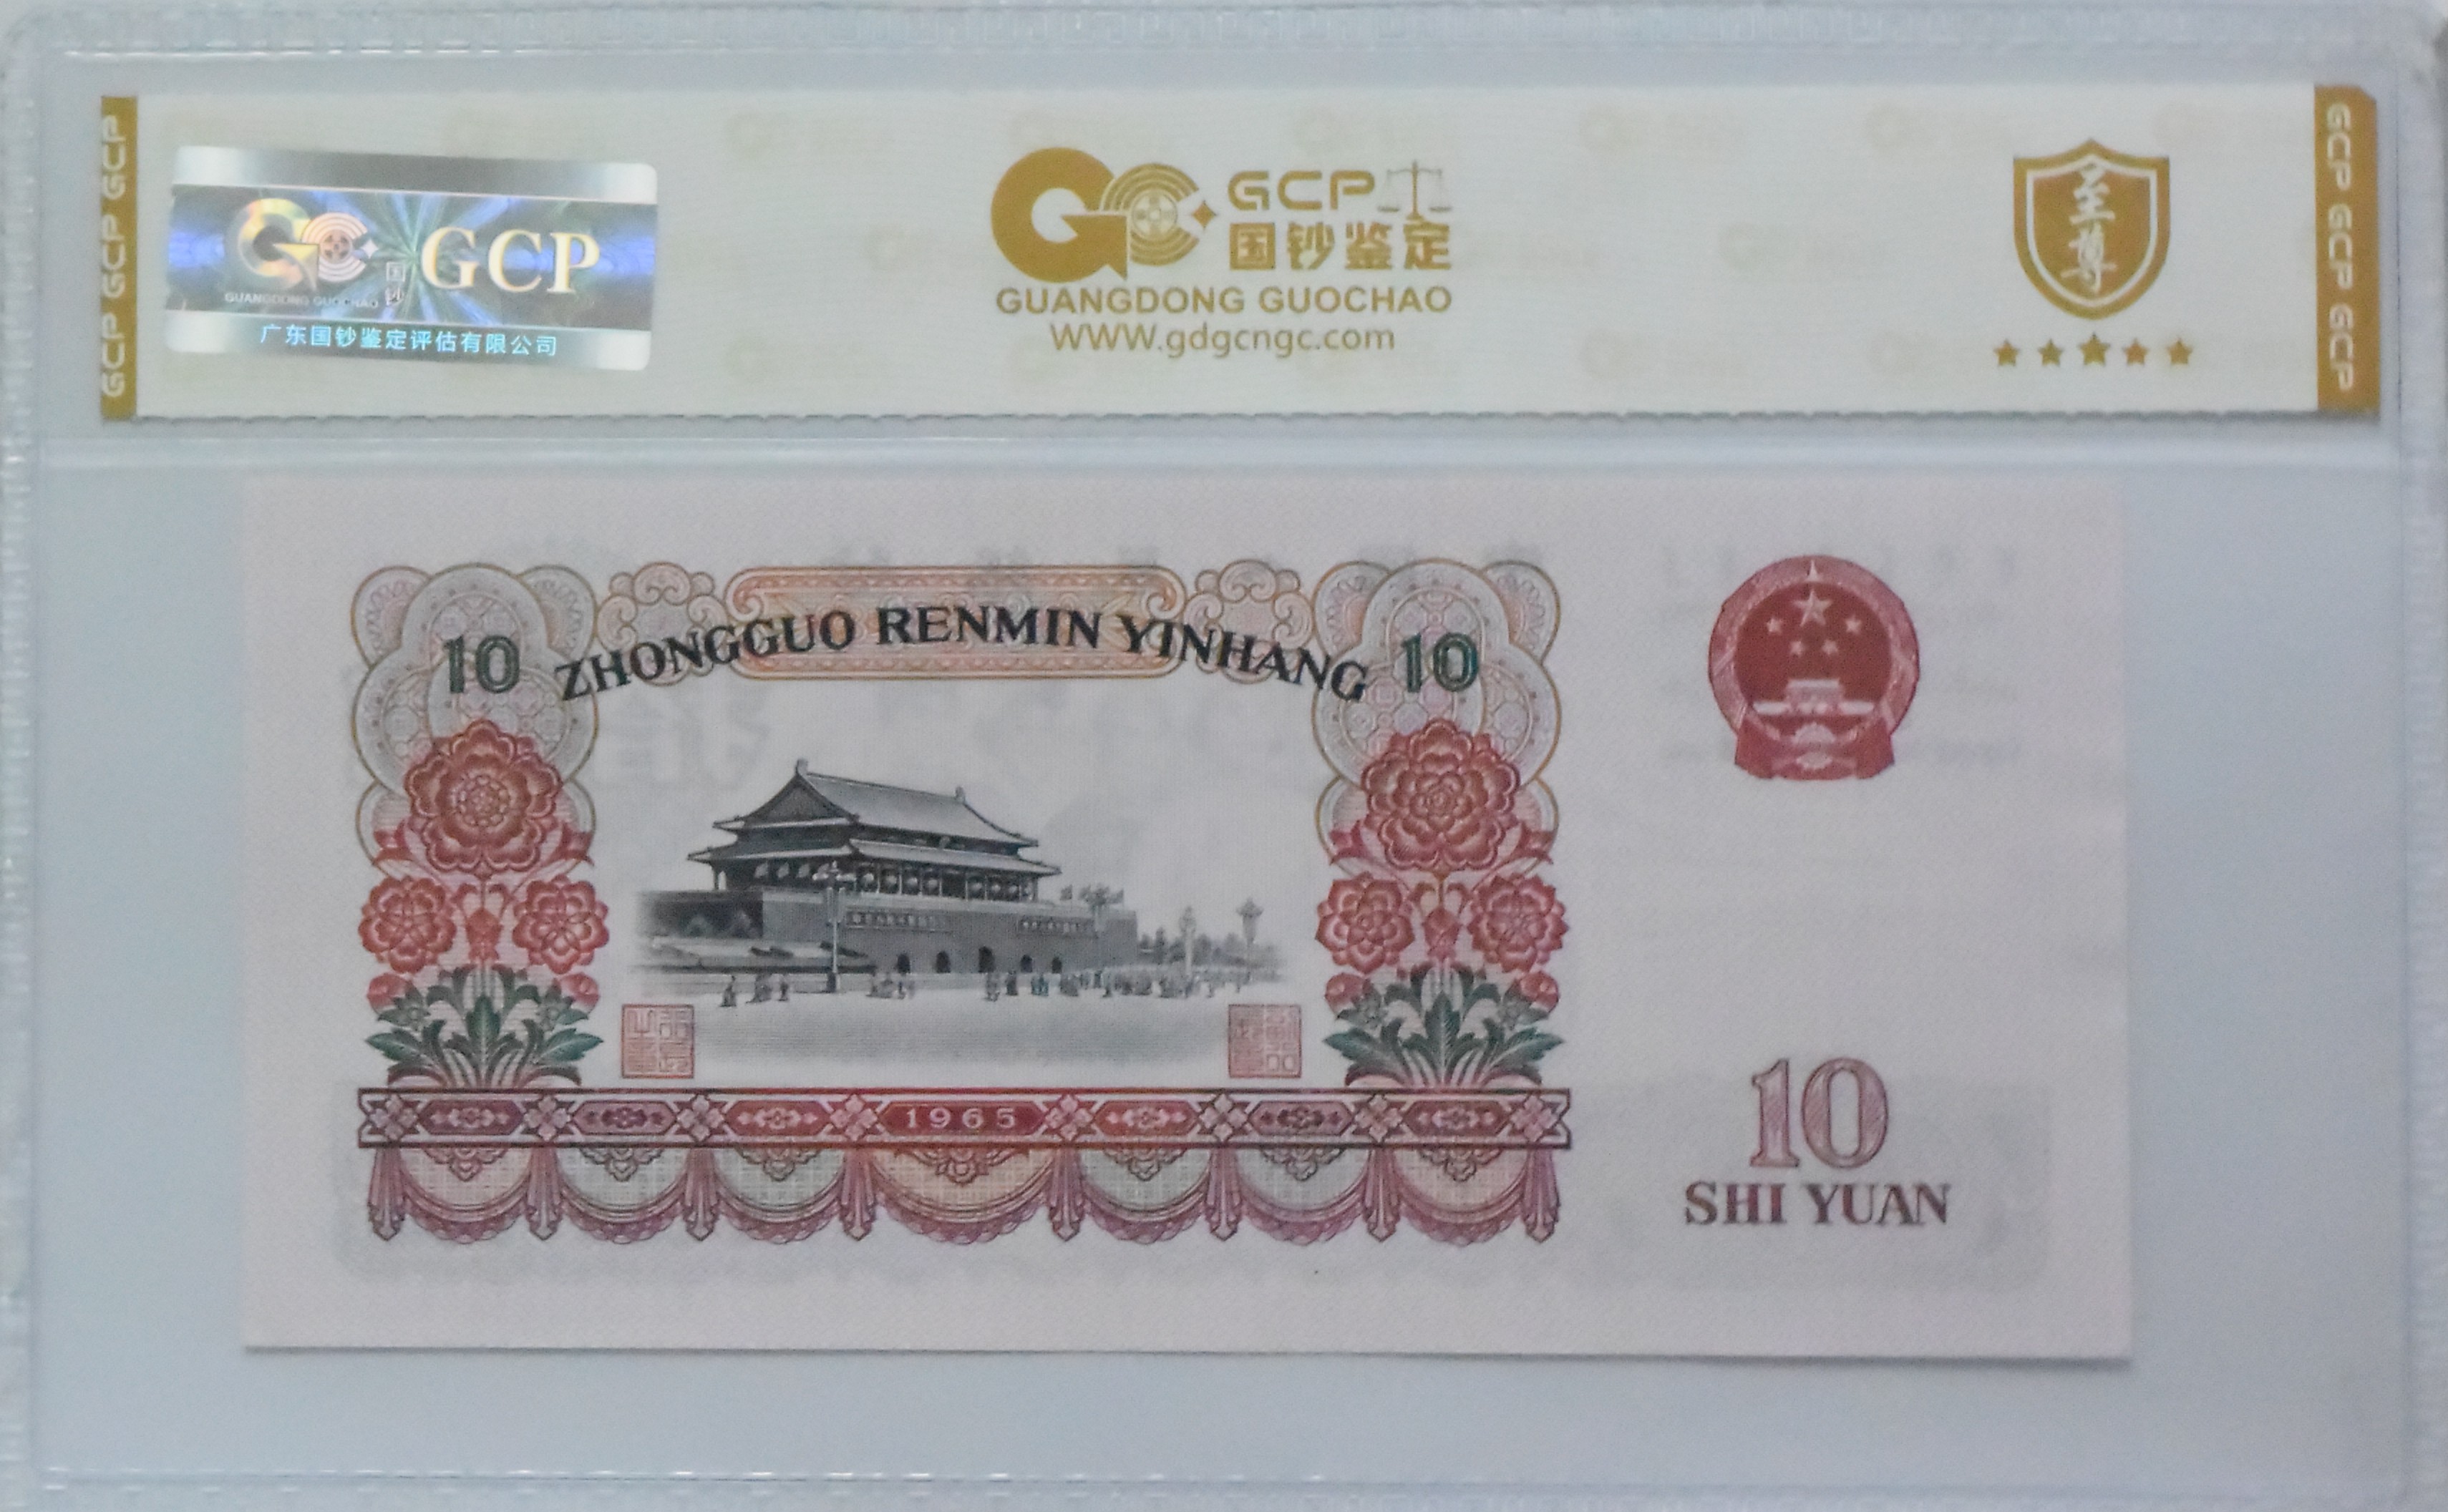 GCP GCP GCP
GCP
国钞
GUANGDONG GUOCHAO
广东国钞鉴定评估有限公司
GCP
国钞鉴定
GUANGDONG GUOCHAO
WWW.gdgcngc.com
至尊
GCP GCP GCP
10 ZHONGGUO RENMIN YINHANG 10
1965
10
SHI YUAN